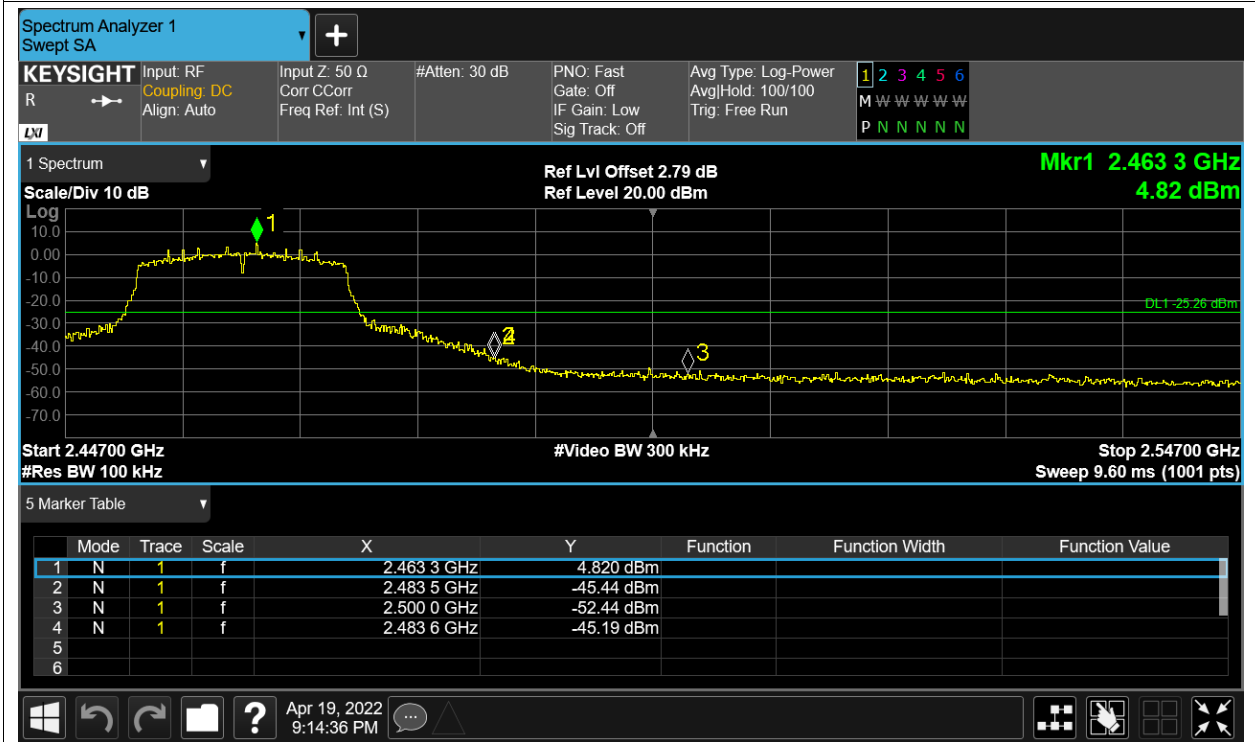 Spectrum Analyzer 1
Swept SA
KEYSIGHT Input: RF Input Z: 50 Ω #Atten: 30 dB PNO: Fast Avg Type: Log-Power 1 2 3 4 5 6
R Coupling: DC Corr CCorr Gate: Off Avg|Hold: 100/100 M W W W W W
Align: Auto Freq Ref: Int (S) IF Gain: Low Trig: Free Run
LXI Sig Track: Off P N N N N N
1 Spectrum Ref Lvl Offset 2.79 dB Mkr1 2.463 3 GHz
Scale/Div 10 dB Ref Level 20.00 dBm 4.82 dBm
Log
1
10.0
0.00
-10.0
-20.0
DL1 -25.26 dBm
-30.0
2
-40.0
3
-50.0
-60.0
-70.0
Start 2.44700 GHz #Video BW 300 kHz Stop 2.54700 GHz
#Res BW 100 kHz Sweep 9.60 ms (1001 pts)
5 Marker Table
Mode Trace Scale X Y Function Function Width Function Value
1 N 1 f 2.463 3 GHz 4.820 dBm
2 N 1 f 2.483 5 GHz -45.44 dBm
3 N 1 f 2.500 0 GHz -52.44 dBm
4 N 1 f 2.483 6 GHz -45.19 dBm
5
6
? Apr 19, 2022
9:14:36 PM